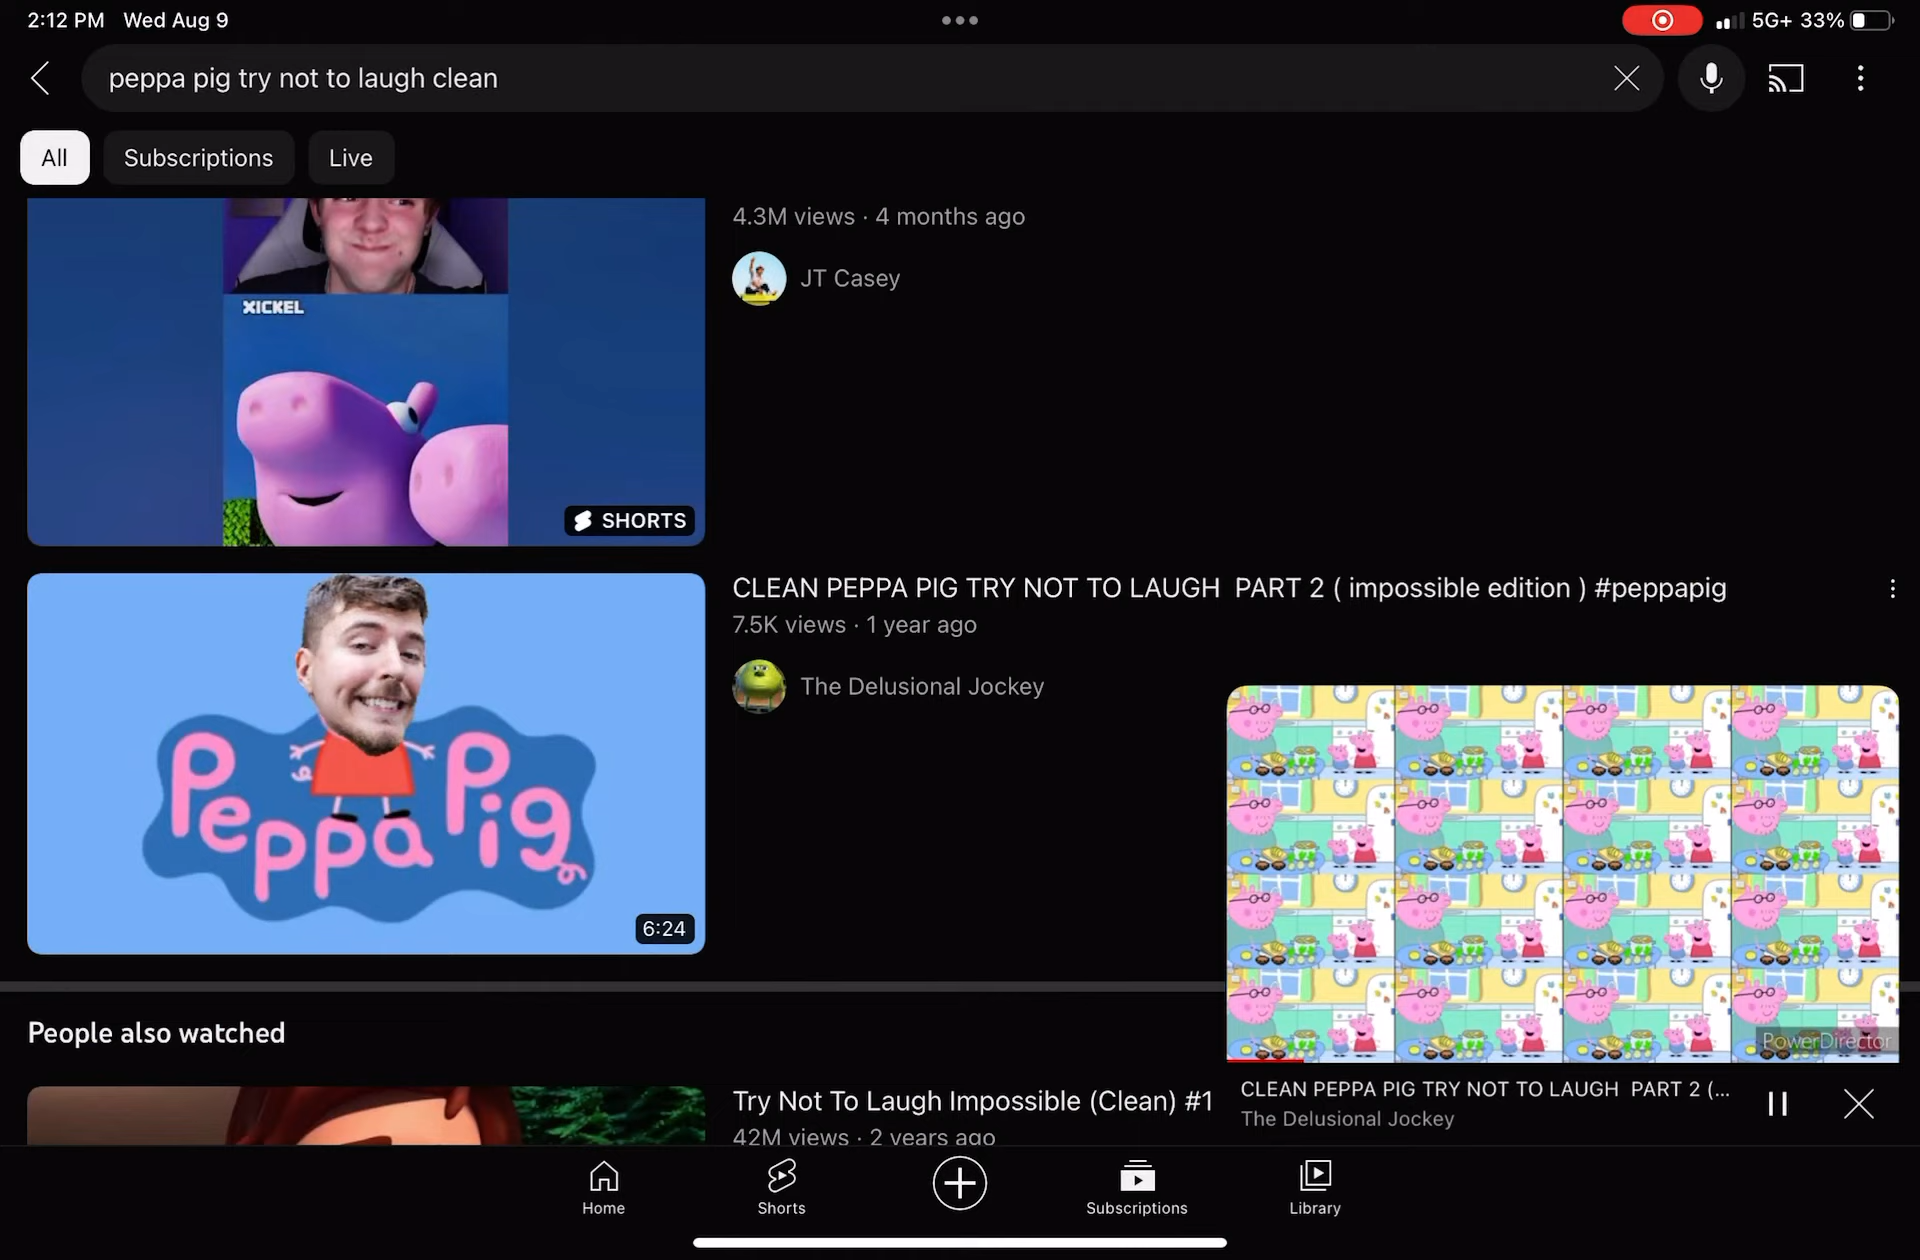 2:12 PM Wed Aug 9
5G+ 33%
peppa pig try not to laugh clean
All
Subscriptions
Live
4.3M views · 4 months ago
JT Casey
XICKEL
SHORTS
CLEAN PEPPA PIG TRY NOT TO LAUGH PART 2 ( impossible edition ) #peppapig
7.5K views · 1 year ago
The Delusional Jockey
Peppa Pig
6:24
PowerDirector
People also watched
CLEAN PEPPA PIG TRY NOT TO LAUGH PART 2 (...
The Delusional Jockey
Try Not To Laugh Impossible (Clean) #1
42M views · 2 years ago
Home
Shorts
Subscriptions
Library